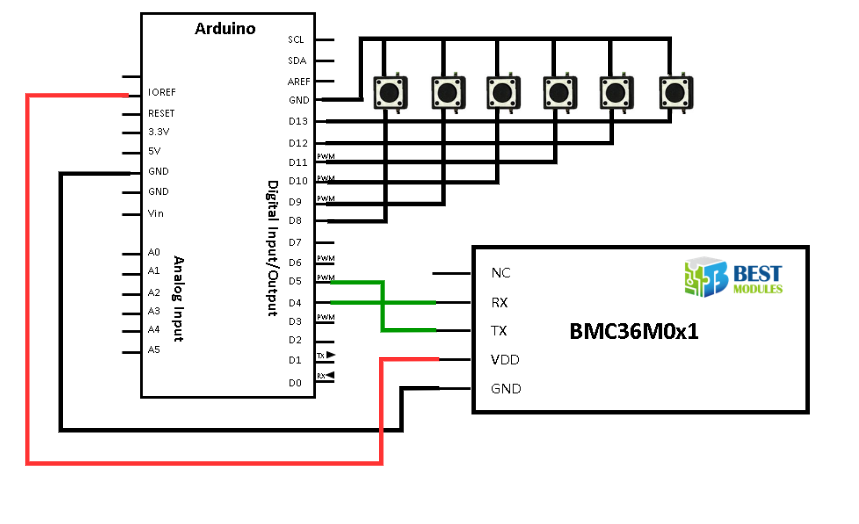 Arduino
SCL
SDA
AREF
GND
D13
D12
D11
PWM
D10
PWM
D9
PWM
D8
D7
D6
PWM
D5
PWM
D4
D3
PWM
D2
D1
TX
D0
RX
IOREF
RESET
3.3V
5V
GND
GND
Vin
A0
A1
A2
A3
A4
A5
Analog Input
Digital Input/Output
NC
RX
TX
VDD
GND
BEST
MODULES
BMC36M0x1